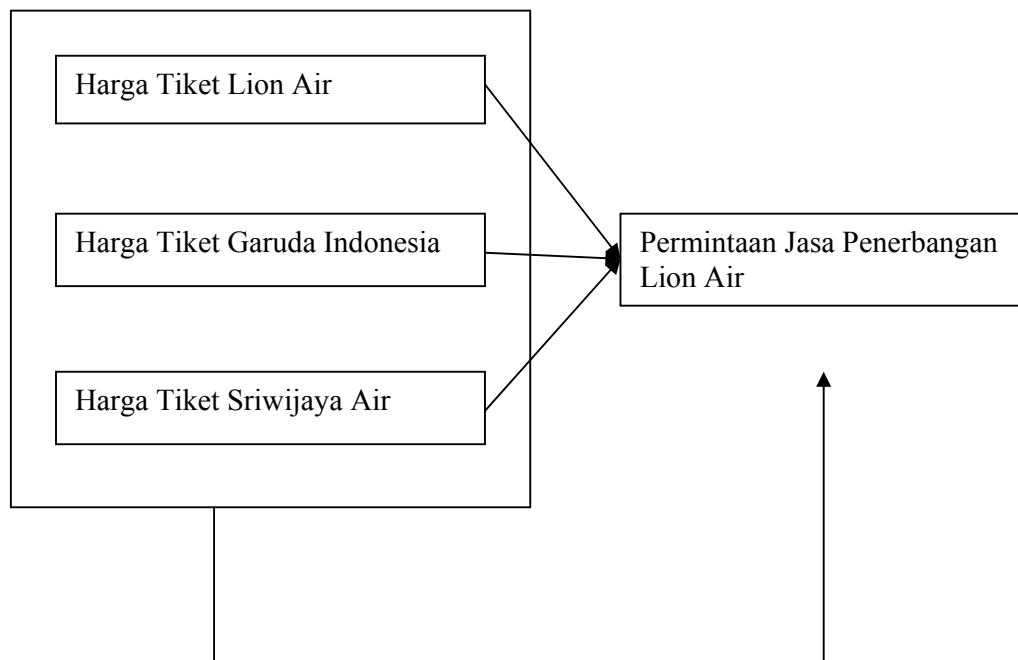 Harga Tiket Lion Air
Harga Tiket Garuda Indonesia
Permintaan Jasa Penerbangan
Lion Air
Harga Tiket Sriwijaya Air